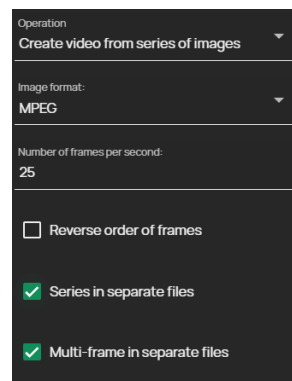 Operation
Create video from series of images
Image format:
MPEG
Number of frames per second:
25
Reverse order of frames
Series in separate files
Multi-frame in separate files